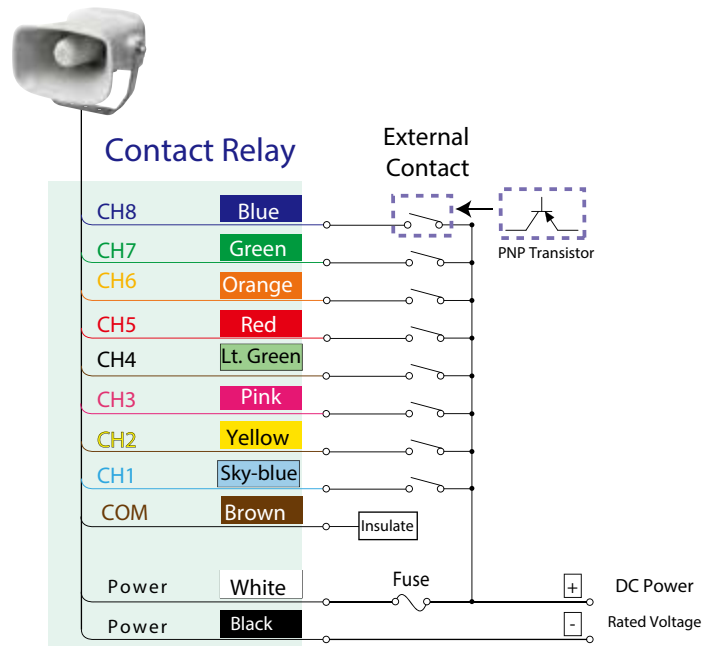 Contact Relay
External
Contact
PNP Transistor
CH8 Blue
CH7 Green
CH6 Orange
CH5 Red
CH4 Lt. Green
CH3 Pink
CH2 Yellow
CH1 Sky-blue
COM Brown
Insulate
Power White Fuse + DC Power
Power Black - Rated Voltage